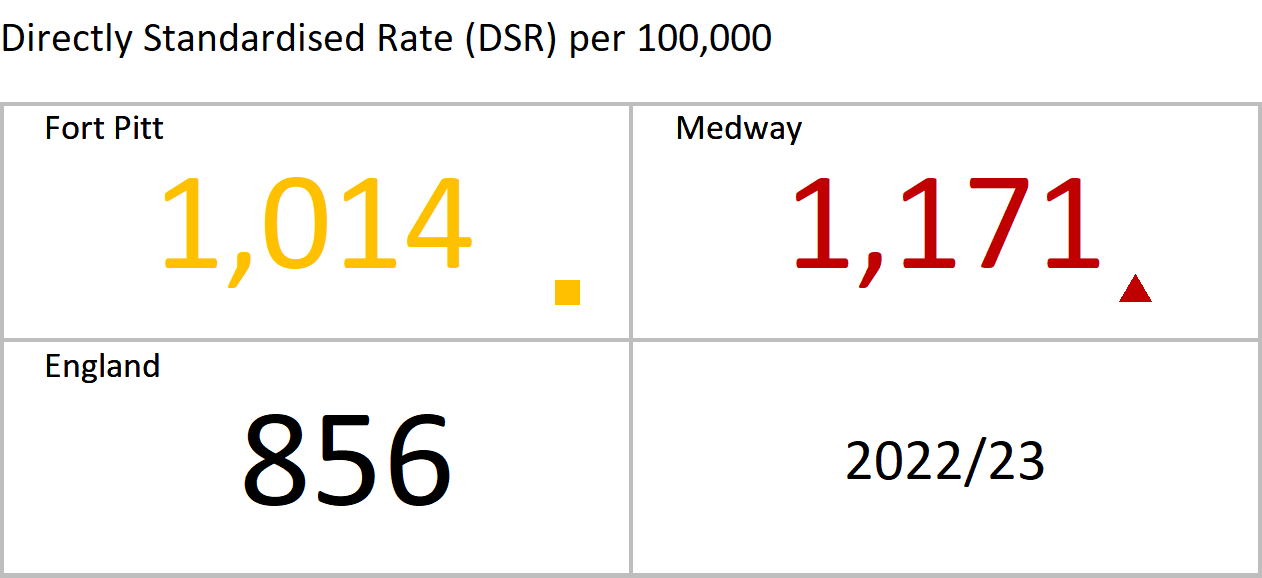 Directly Standardised Rate (DSR) per 100,000
Fort Pitt
1,014
Medway
1,171
England
856
2022/23